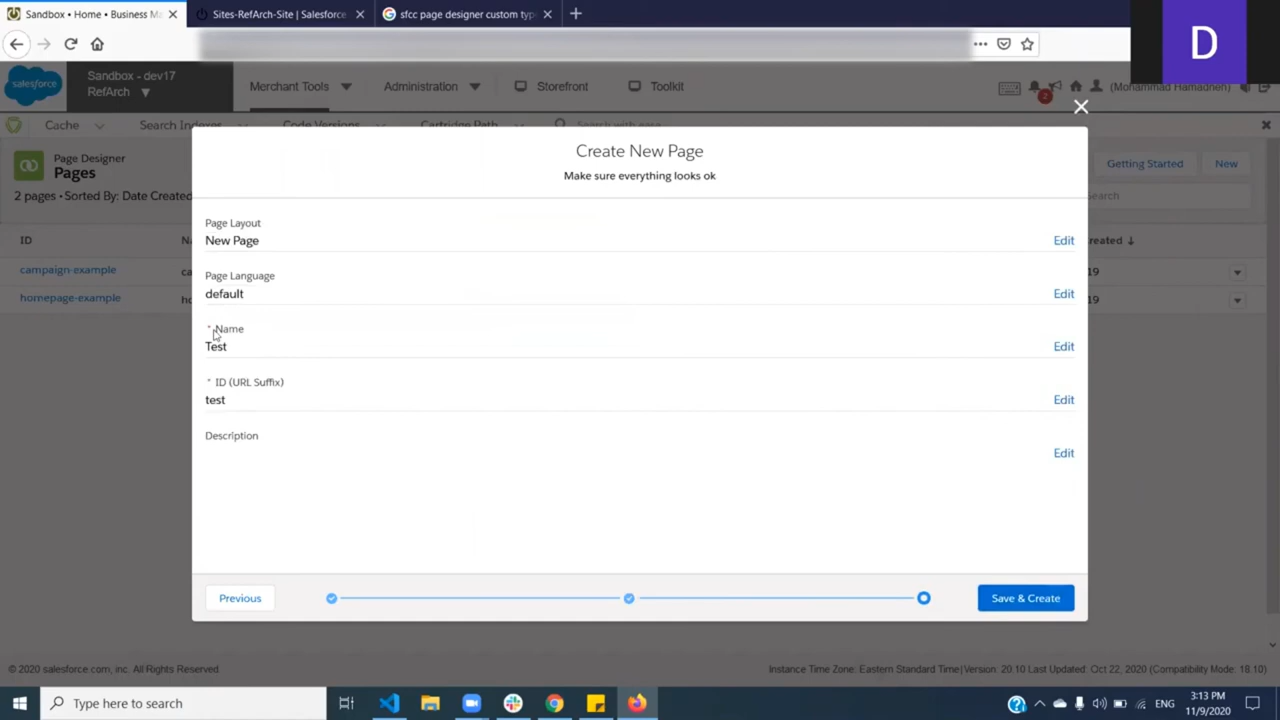 Sandbox • Home • Business Ma
Sites-RefArch-Site | Salesforce
sfcc page designer custom typ
D
salesforce
Sandbox - dev17
RefArch
Merchant Tools
Administration
Storefront
Toolkit
2
(Mohammad Hamadneh)
Cache
Search Indexes
Code Versions
Cartridge Path
Search with ease
Page Designer
Pages
2 pages • Sorted By: Date Created
Getting Started
New
Search
ID
Na
reated
campaign-example
ca
19
homepage-example
ho
19
Create New Page
Make sure everything looks ok
Page Layout
New Page
Edit
Page Language
default
Edit
* Name
Test
Edit
* ID (URL Suffix)
test
Edit
Description
Edit
Previous
Save & Create
© 2020 salesforce.com, inc. All Rights Reserved.
Instance Time Zone: Eastern Standard Time | Version: 20.10 Last Updated: Oct 22, 2020 (Compatibility Mode: 18.10)
Type here to search
ENG
3:13 PM
11/9/2020